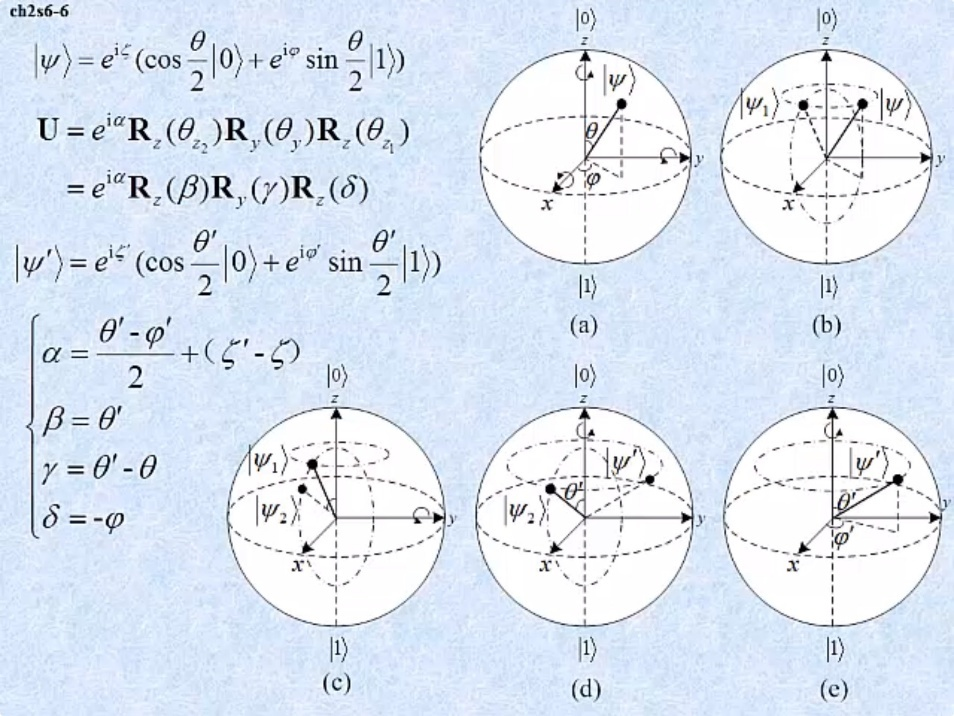 ch2s6-6
|ψ⟩ = e^{iζ}(cos θ/2 |0⟩ + e^{iφ} sin θ/2 |1⟩)
U = e^{iα}R_z(θ_{z_2})R_y(θ_y)R_z(θ_{z_1})
= e^{iα}R_z(β)R_y(γ)R_z(δ)
|ψ′⟩ = e^{iζ′}(cos θ′/2 |0⟩ + e^{iφ′} sin θ′/2 |1⟩)
α = (θ′ - φ′)/2 + (ζ′ - ζ)
β = θ′
γ = θ′ - θ
δ = -φ
|0⟩
z
|ψ⟩
θ
φ
y
x
|1⟩
(a)
|0⟩
z
|ψ₁⟩ |ψ⟩
y
x
|1⟩
(b)
|0⟩
z
|ψ₁⟩
|ψ₂⟩
y
x
|1⟩
(c)
|0⟩
z
|ψ′⟩
θ′
|ψ₂⟩
y
x
|1⟩
(d)
|0⟩
z
|ψ′⟩
θ′
φ′
y
x
|1⟩
(e)